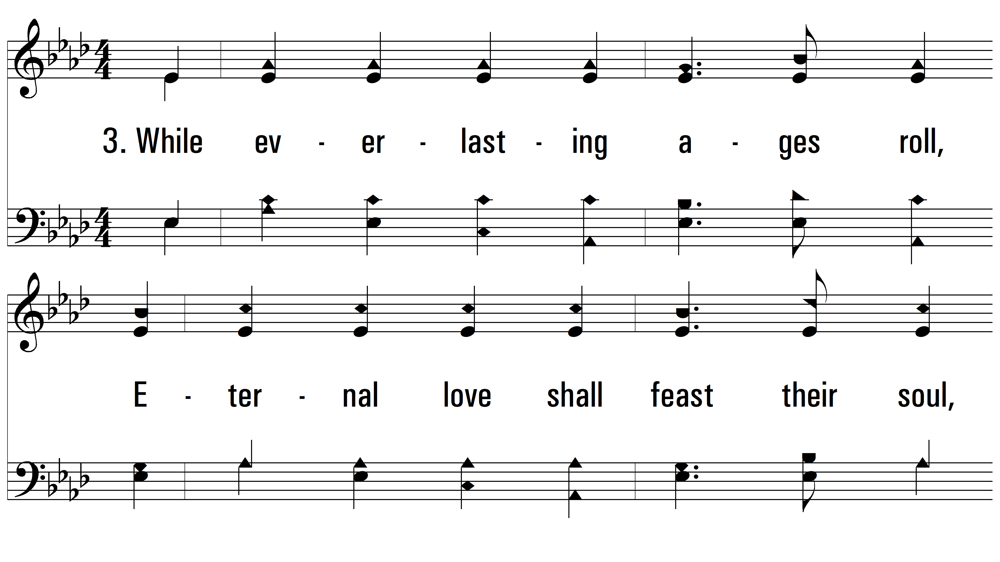 3. While ev - er - last - ing a - ges roll,
E - ter - nal love shall feast their soul,